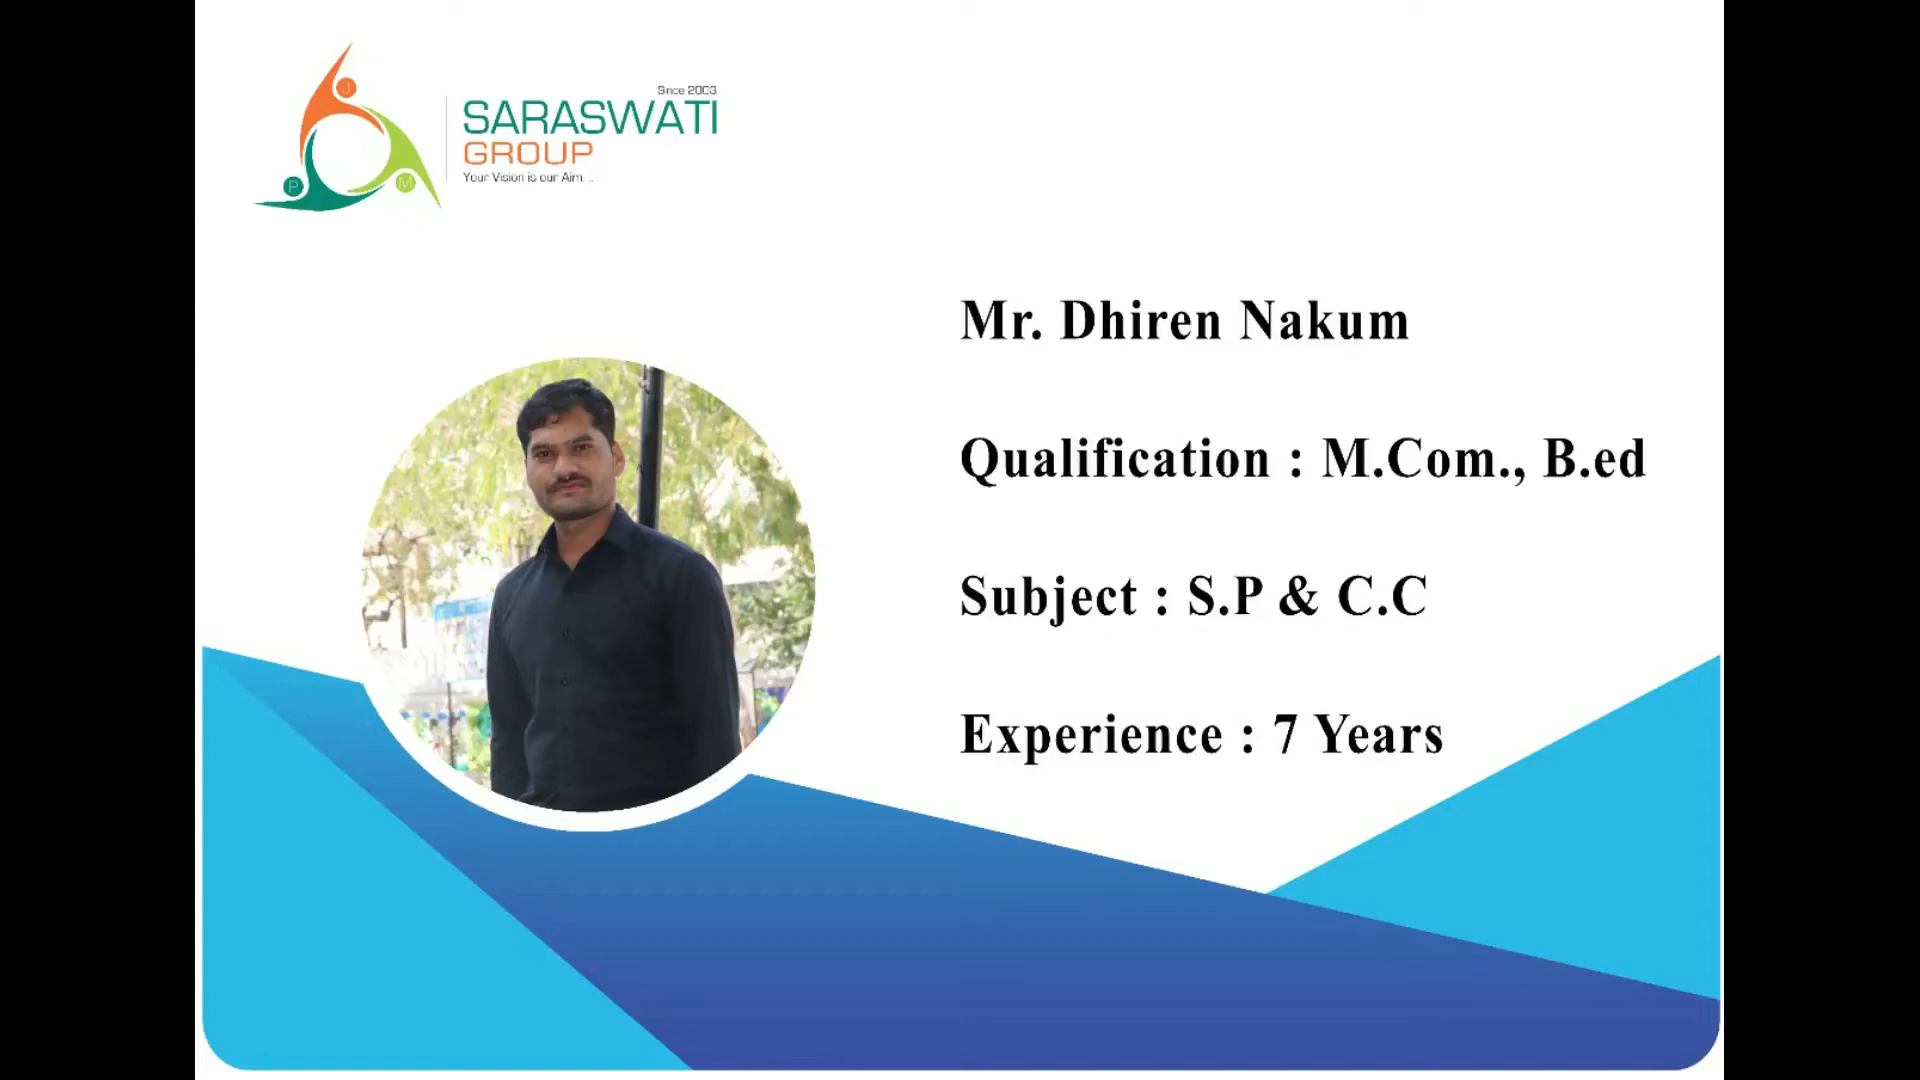 Since 2003
SARASWATI
GROUP
Your Vision is our Aim...
J
P
M
Mr. Dhiren Nakum
Qualification : M.Com., B.ed
Subject : S.P & C.C
Experience : 7 Years